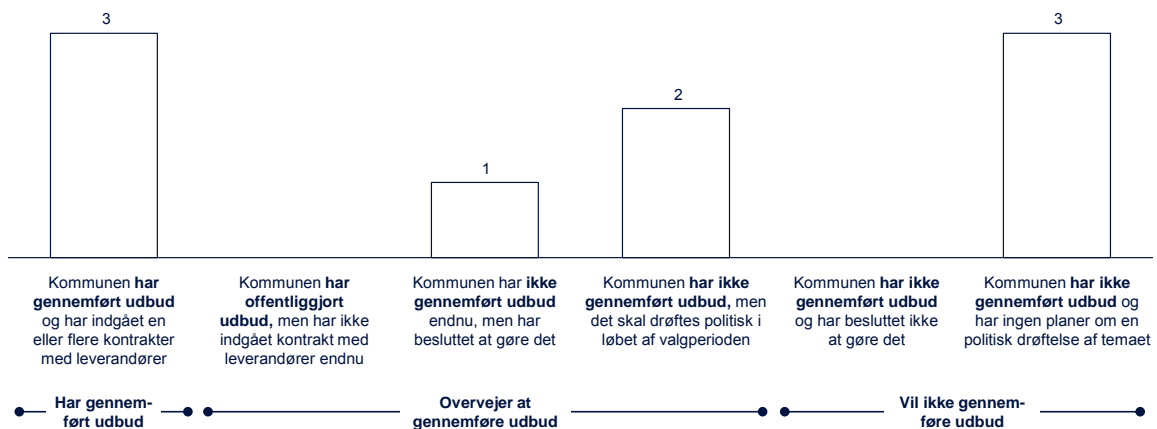 3
1
2
3
Kommunen har
gennemført udbud
og har indgået en
eller flere kontrakter
med leverandører
Kommunen har
offentliggjort
udbud, men har ikke
indgået kontrakt med
leverandører endnu
Kommunen har ikke
gennemført udbud
endnu, men har
besluttet at gøre det
Kommunen har ikke
gennemført udbud, men
det skal drøftes politisk i
løbet af valgperioden
Kommunen har ikke
gennemført udbud
og har besluttet ikke
at gøre det
Kommunen har ikke
gennemført udbud og
har ingen planer om en
politisk drøftelse af temaet
Har gennem-
ført udbud
Overvejer at
gennemføre udbud
Vil ikke gennem-
føre udbud